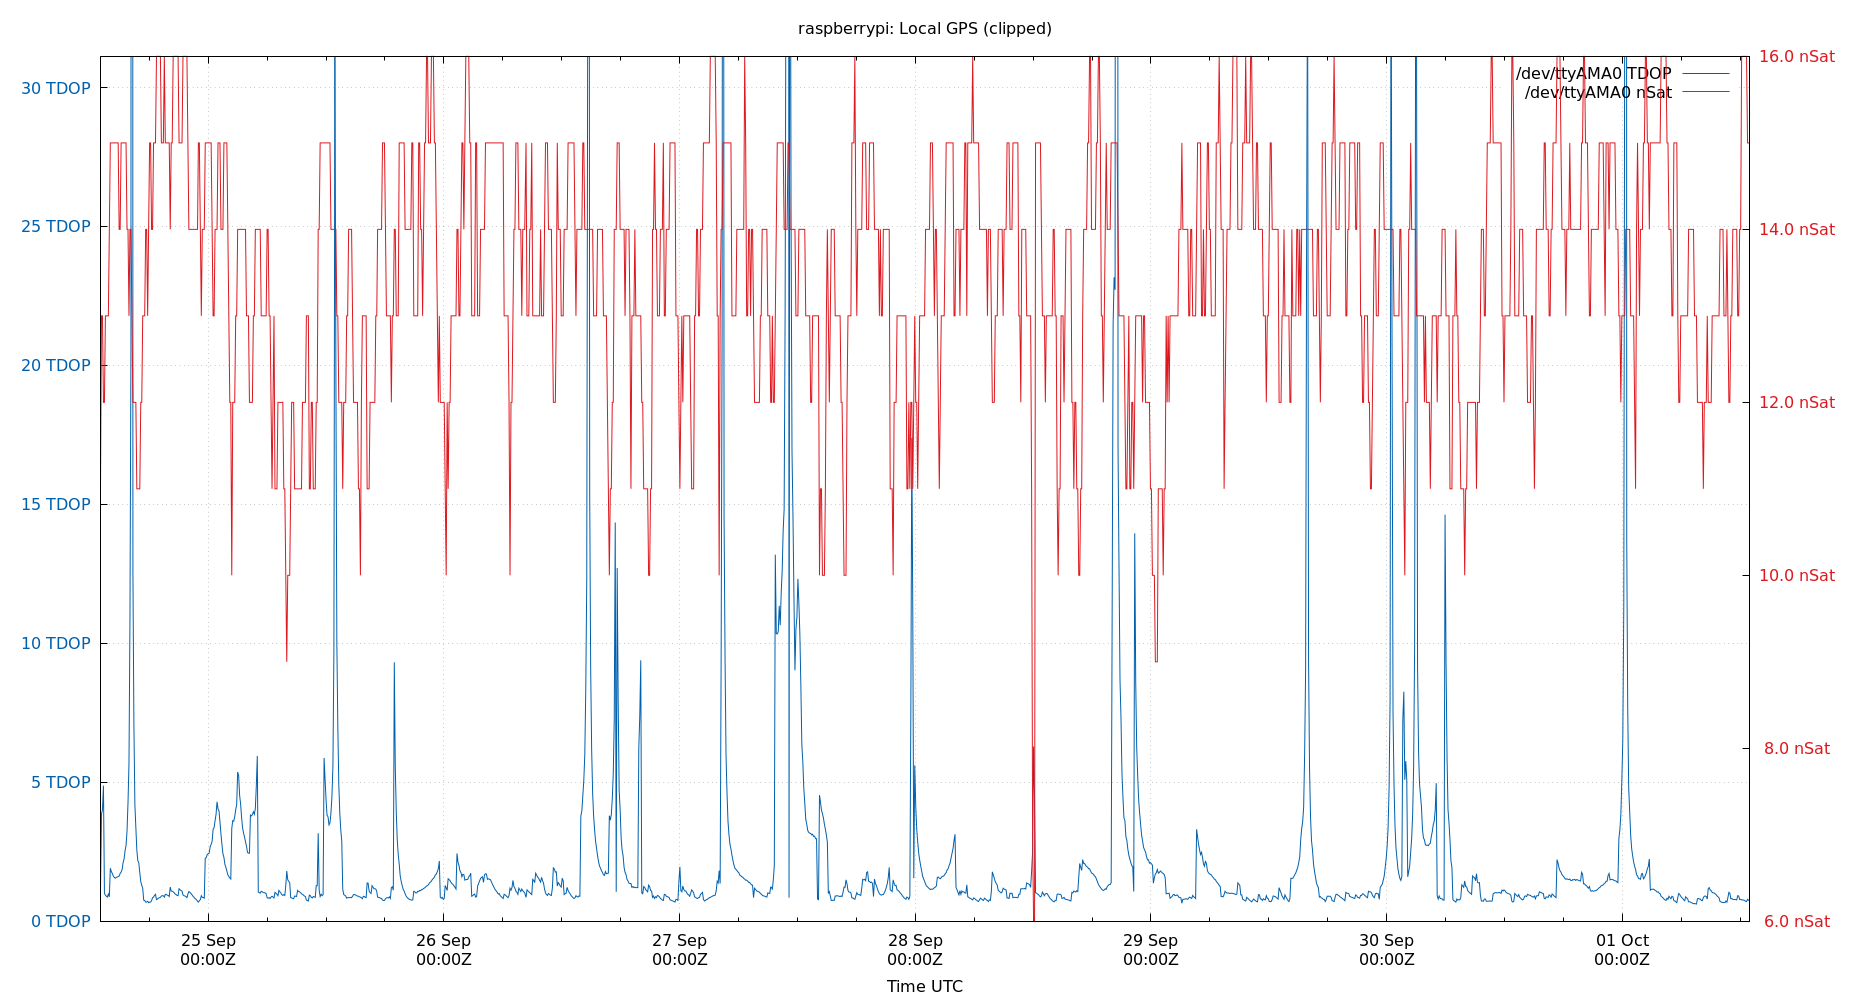 raspberrypi: Local GPS (clipped)
16.0 nSat
30 TDOP
/dev/ttyAMA0 TDOP
/dev/ttyAMA0 nSat
25 TDOP
14.0 nSat
20 TDOP
12.0 nSat
15 TDOP
10.0 nSat
10 TDOP
8.0 nSat
5 TDOP
0 TDOP
6.0 nSat
25 Sep
00:00Z
26 Sep
00:00Z
27 Sep
00:00Z
28 Sep
00:00Z
29 Sep
00:00Z
30 Sep
00:00Z
01 Oct
00:00Z
Time UTC